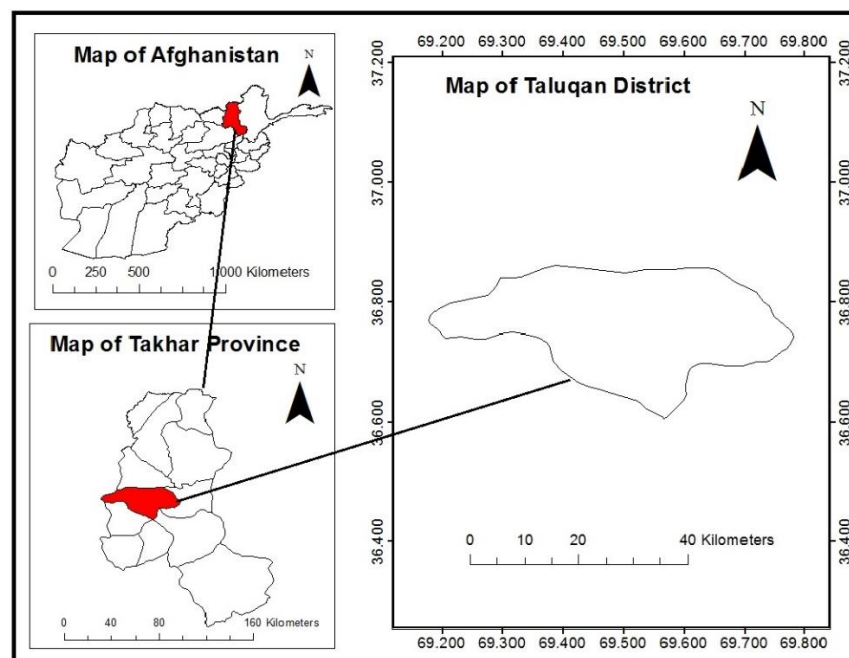 Map of Afghanistan
N
0 250 500 1,000 Kilometers
Map of Takhar Province
N
0 40 80 160 Kilometers
69.200 69.300 69.400 69.500 69.600 69.700 69.800
37.200
37.000
36.800
36.600
36.400
Map of Taluqan District
N
0 10 20 40 Kilometers
37.200
37.000
36.800
36.600
36.400
69.200 69.300 69.400 69.500 69.600 69.700 69.800